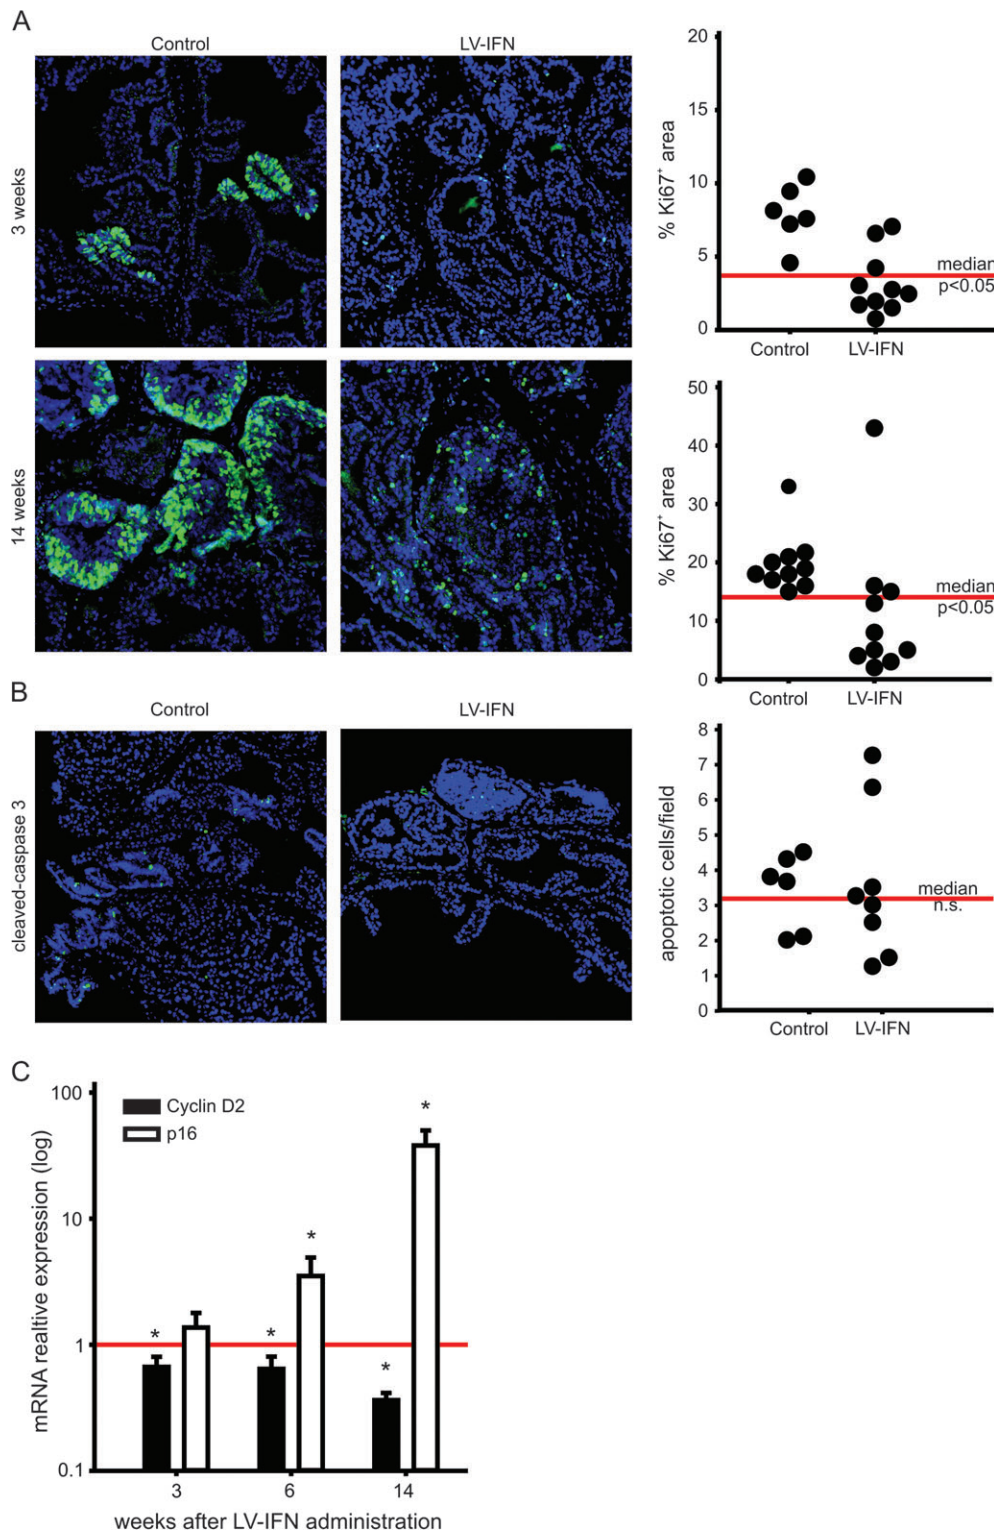 A
Control
LV-IFN
3 weeks
14 weeks
% Ki67+ area
20
15
10
5
0
median
p<0.05
Control
LV-IFN
% Ki67+ area
50
40
30
20
10
0
median
p<0.05
Control
LV-IFN
B
Control
LV-IFN
cleaved-caspase 3
apoptotic cells/field
8
7
6
5
4
3
2
1
0
median
n.s.
Control
LV-IFN
C
mRNA realtive expression (log)
100
10
1
0.1
Cyclin D2
p16
*
*
*
*
*
3
6
14
weeks after LV-IFN administration